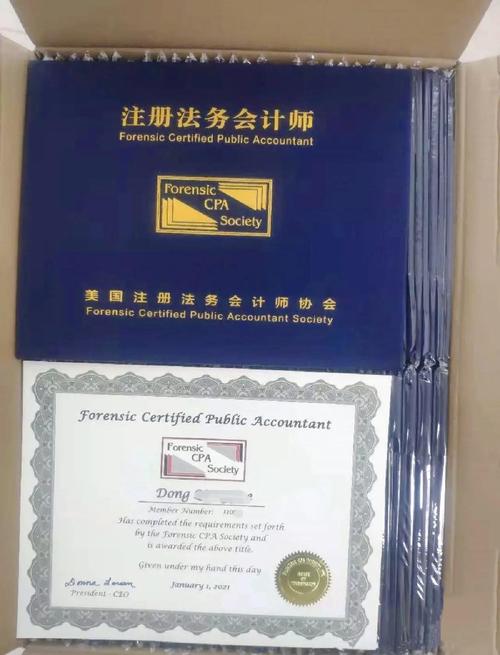 注册法务会计师
Forensic Certified Public Accountant
Forensic
CPA
Society
美国注册法务会计师协会
Forensic Certified Public Accountant Society
Forensic Certified Public Accountant
Forensic
CPA
Society
Dong
Member Number:
Has completed the requirements set forth
by the Forensic CPA Society and
is awarded the above title.
Given under my hand this day
January 1, 2021
President - CEO